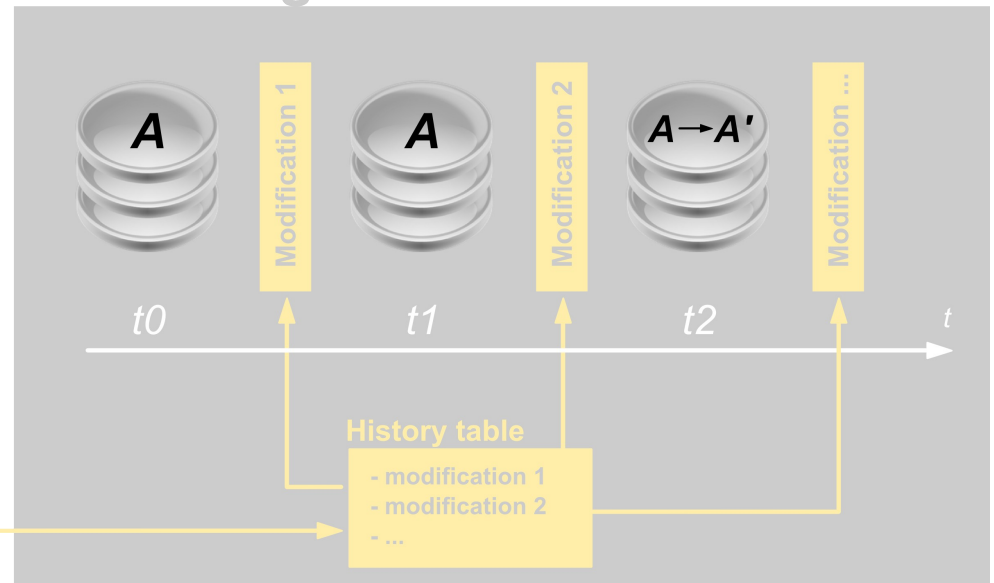 A
Modification 1
A
Modification 2
A→A'
Modification ...
t0
t1
t2
t
History table
- modification 1
- modification 2
- ...